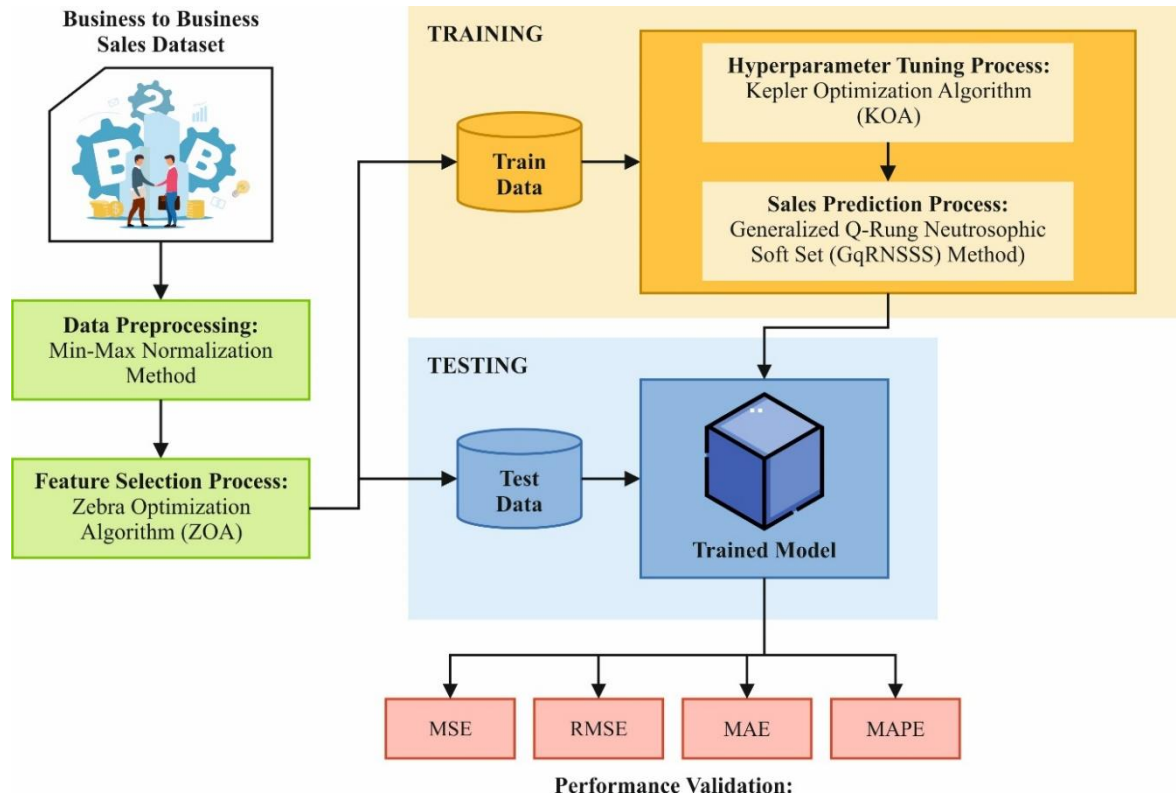 Business to Business
Sales Dataset
B
2
B
Data Preprocessing:
Min-Max Normalization
Method
Feature Selection Process:
Zebra Optimization
Algorithm (ZOA)
TRAINING
Train
Data
Hyperparameter Tuning Process:
Kepler Optimization Algorithm
(KOA)
Sales Prediction Process:
Generalized Q-Rung Neutrosophic
Soft Set (GqRNSSS) Method)
TESTING
Test
Data
Trained Model
MSE
RMSE
MAE
MAPE
Performance Validation: